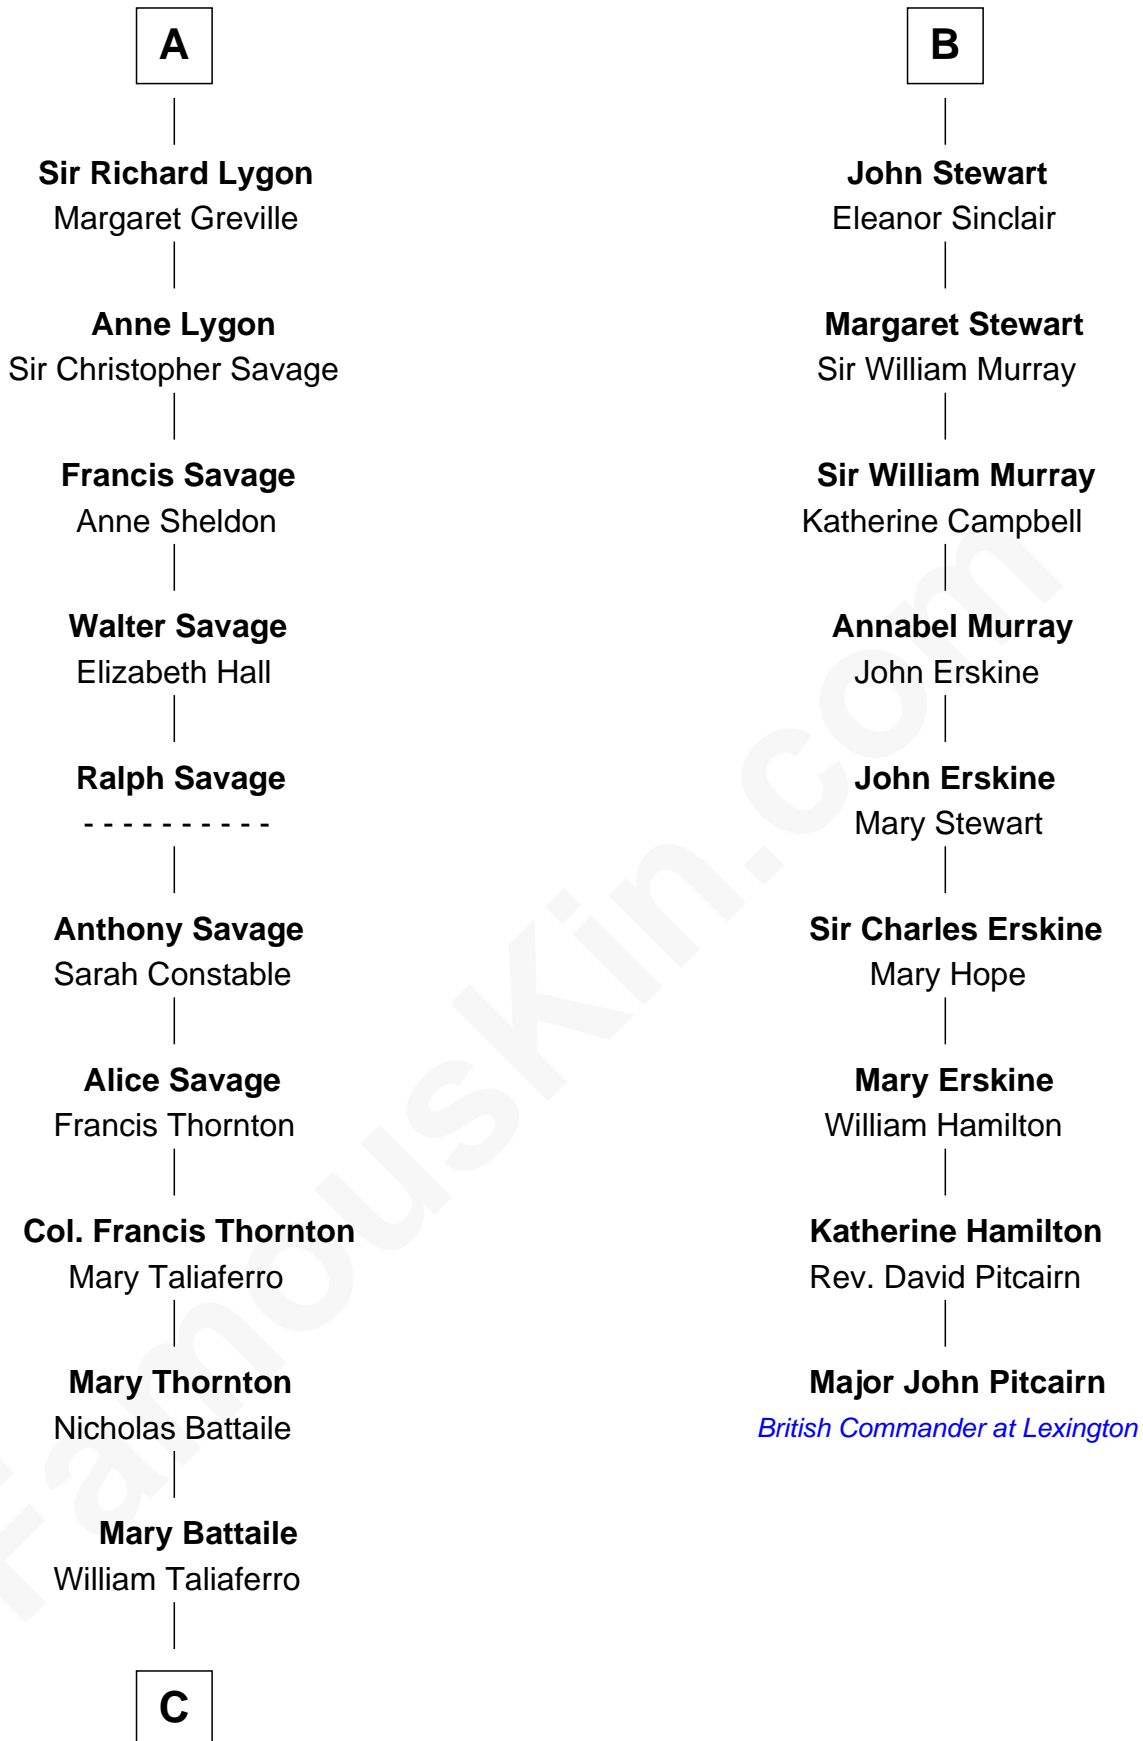 A
Sir Richard Lygon
Margaret Greville
Anne Lygon
Sir Christopher Savage
Francis Savage
Anne Sheldon
Walter Savage
Elizabeth Hall
Ralph Savage
- - - - - - - - - -
Anthony Savage
Sarah Constable
Alice Savage
Francis Thornton
Col. Francis Thornton
Mary Taliaferro
Mary Thornton
Nicholas Battaile
Mary Battaile
William Taliaferro
C
B
John Stewart
Eleanor Sinclair
Margaret Stewart
Sir William Murray
Sir William Murray
Katherine Campbell
Annabel Murray
John Erskine
John Erskine
Mary Stewart
Sir Charles Erskine
Mary Hope
Mary Erskine
William Hamilton
Katherine Hamilton
Rev. David Pitcairn
Major John Pitcairn
British Commander at Lexington
FamousKin.com